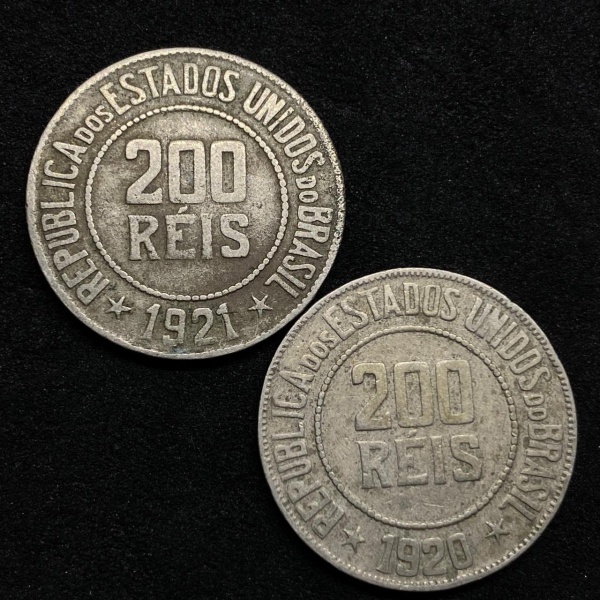 REPUBLICA DOS ESTADOS UNIDOS DO BRASIL
200
RÉIS
1921
REPUBLICA DOS ESTADOS UNIDOS DO BRASIL
200
RÉIS
1920